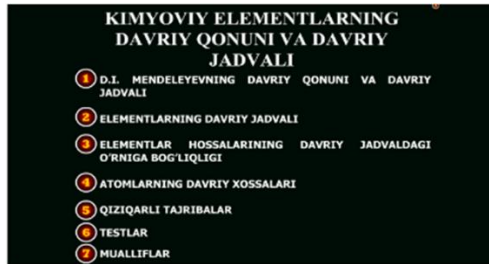 KIMYOVIY ELEMENTLARNING
DAVRIY QONUNI VA DAVRIY
JADVALI
1 D.I. MENDELEYEVNING DAVRIY QONUNI VA DAVRIY
JADVALI
2 ELEMENTLARNING DAVRIY JADVALI
3 ELEMENTLAR HOSSALARINING DAVRIY JADVALDAGI
O'RNIGA BOG'LIQLIGI
4 ATOMLARNING DAVRIY XOSSALARI
5 QIZIQARLI TAJRIBALAR
6 TESTLAR
7 MUALLIFLAR